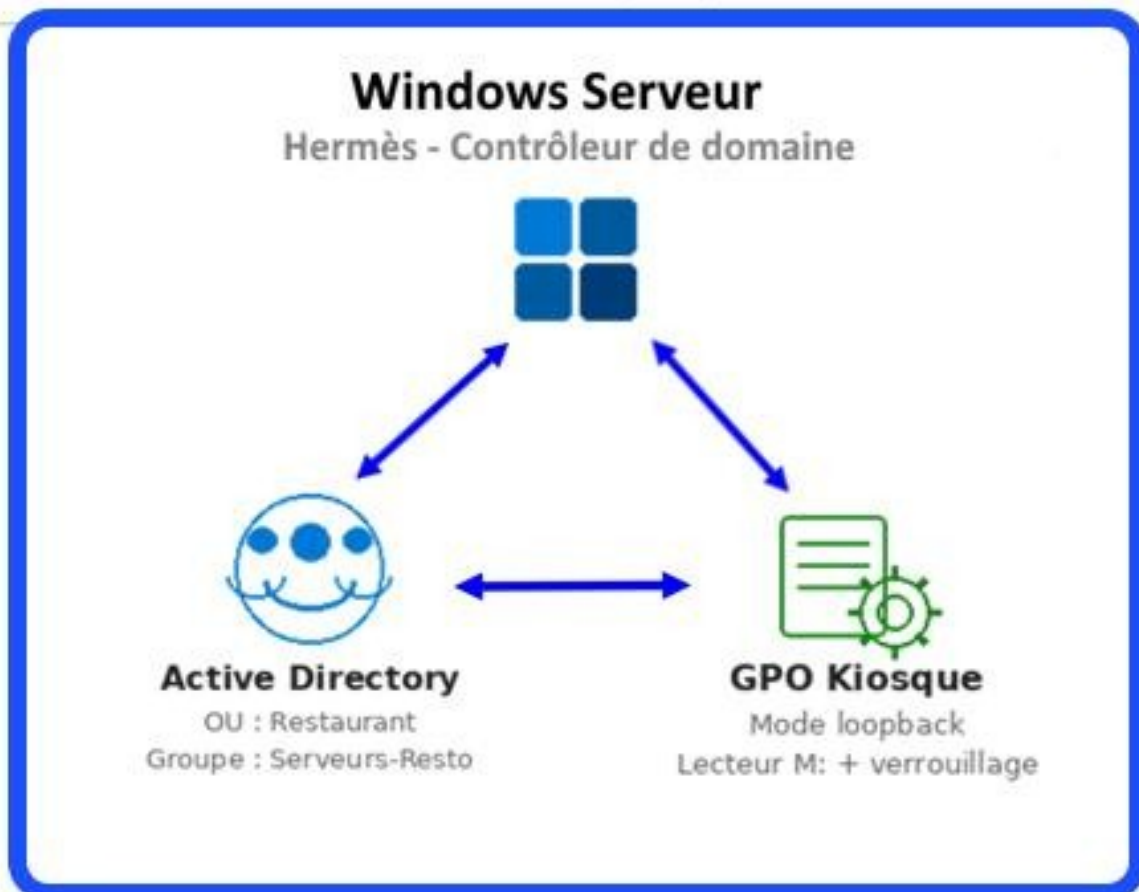 Windows Serveur
Hermès - Contrôleur de domaine
Active Directory
OU : Restaurant
Groupe : Serveurs-Resto
GPO Kiosque
Mode loopback
Lecteur M: + verrouillage